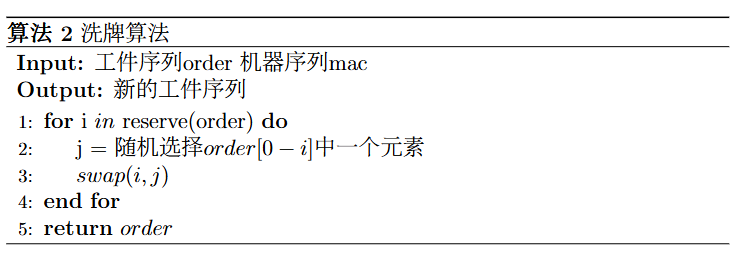 算法 2 洗牌算法
Input: 工件序列order 机器序列mac
Output: 新的工件序列
1: for i in reserve(order) do
2: j = 随机选择order[0 − i]中一个元素
3: swap(i, j)
4: end for
5: return order